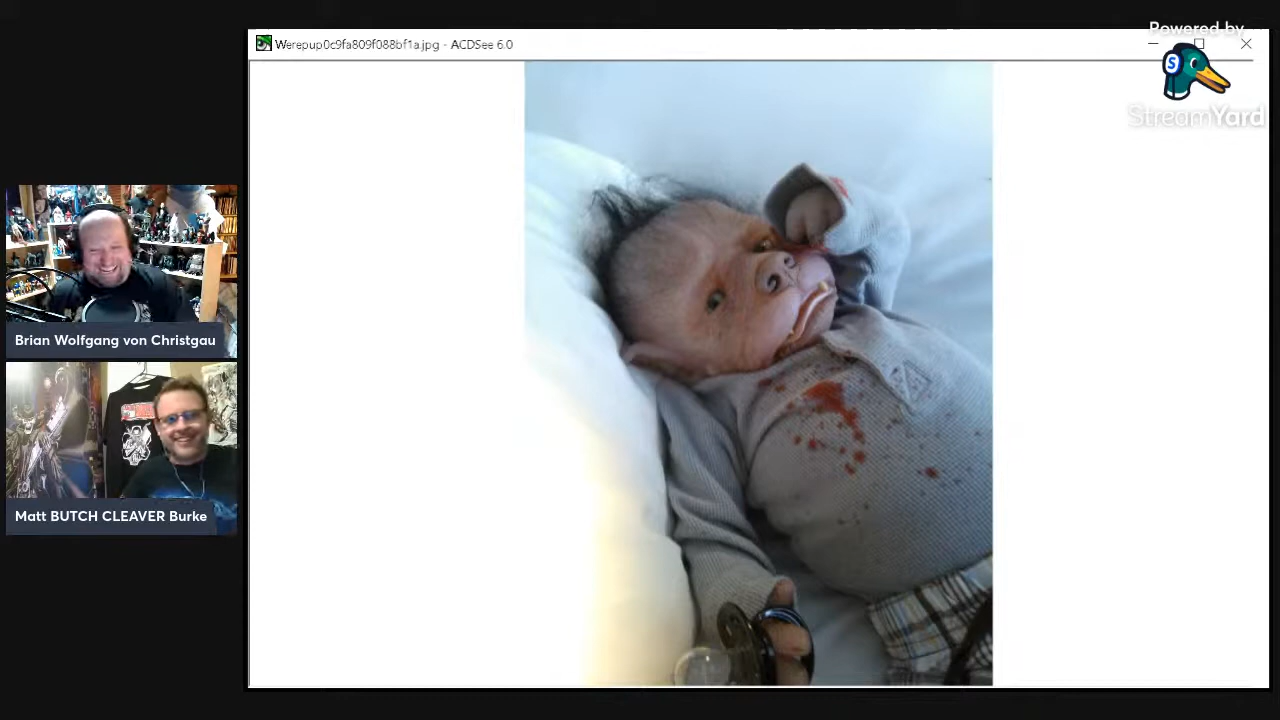 Werepup0c9fa809f088bf1a.jpg - ACDSee 6.0
Powered by
S
StreamYard
Brian Wolfgang von Christgau
Matt BUTCH CLEAVER Burke